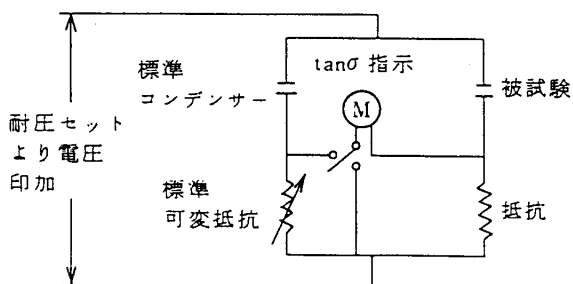 標準
コンデンサー
tanσ 指示
M
被試験
耐圧セット
より電圧
印加
標準
可変抵抗
抵抗